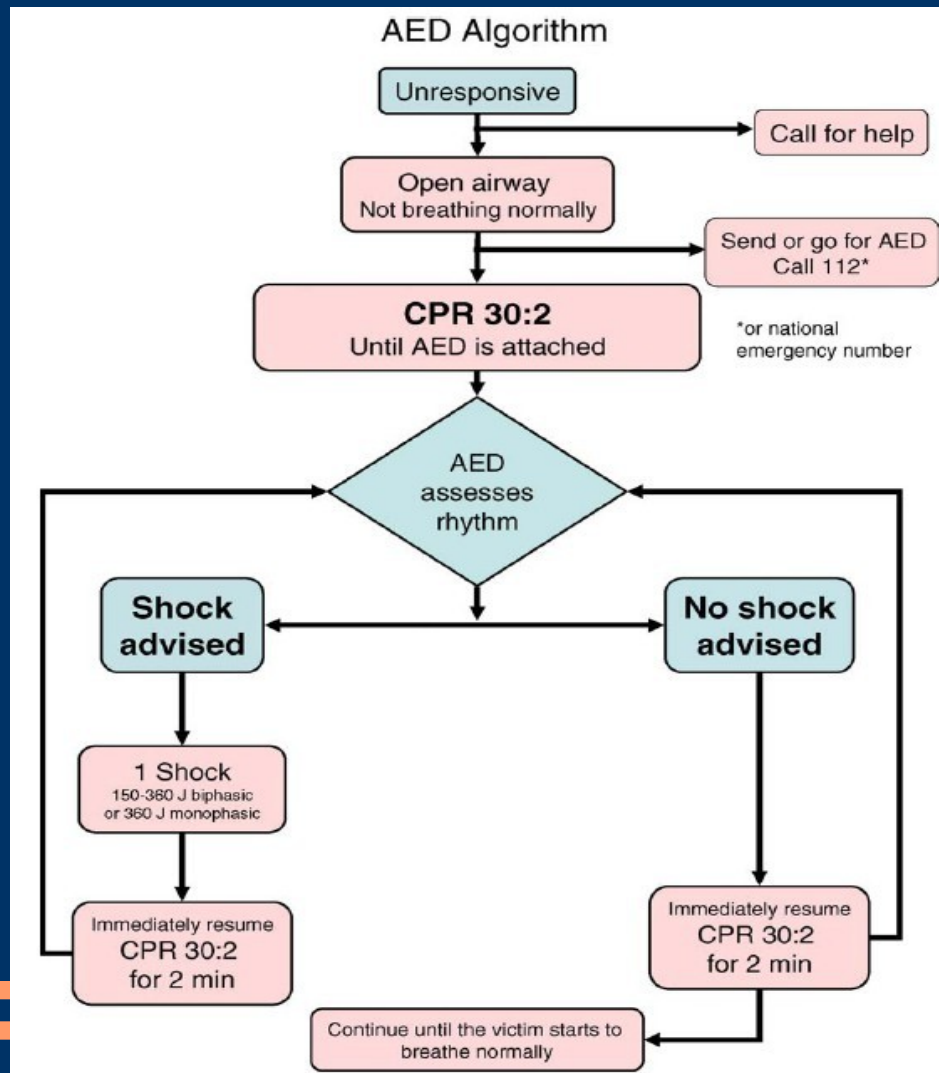 AED Algorithm
Unresponsive
Call for help
Open airway
Not breathing normally
Send or go for AED
Call 112*
CPR 30:2
Until AED is attached
*or national
emergency number
AED
assesses
rhythm
Shock
advised
No shock
advised
1 Shock
150-360 J biphasic
or 360 J monophasic
Immediately resume
CPR 30:2
for 2 min
Immediately resume
CPR 30:2
for 2 min
Continue until the victim starts to
breathe normally